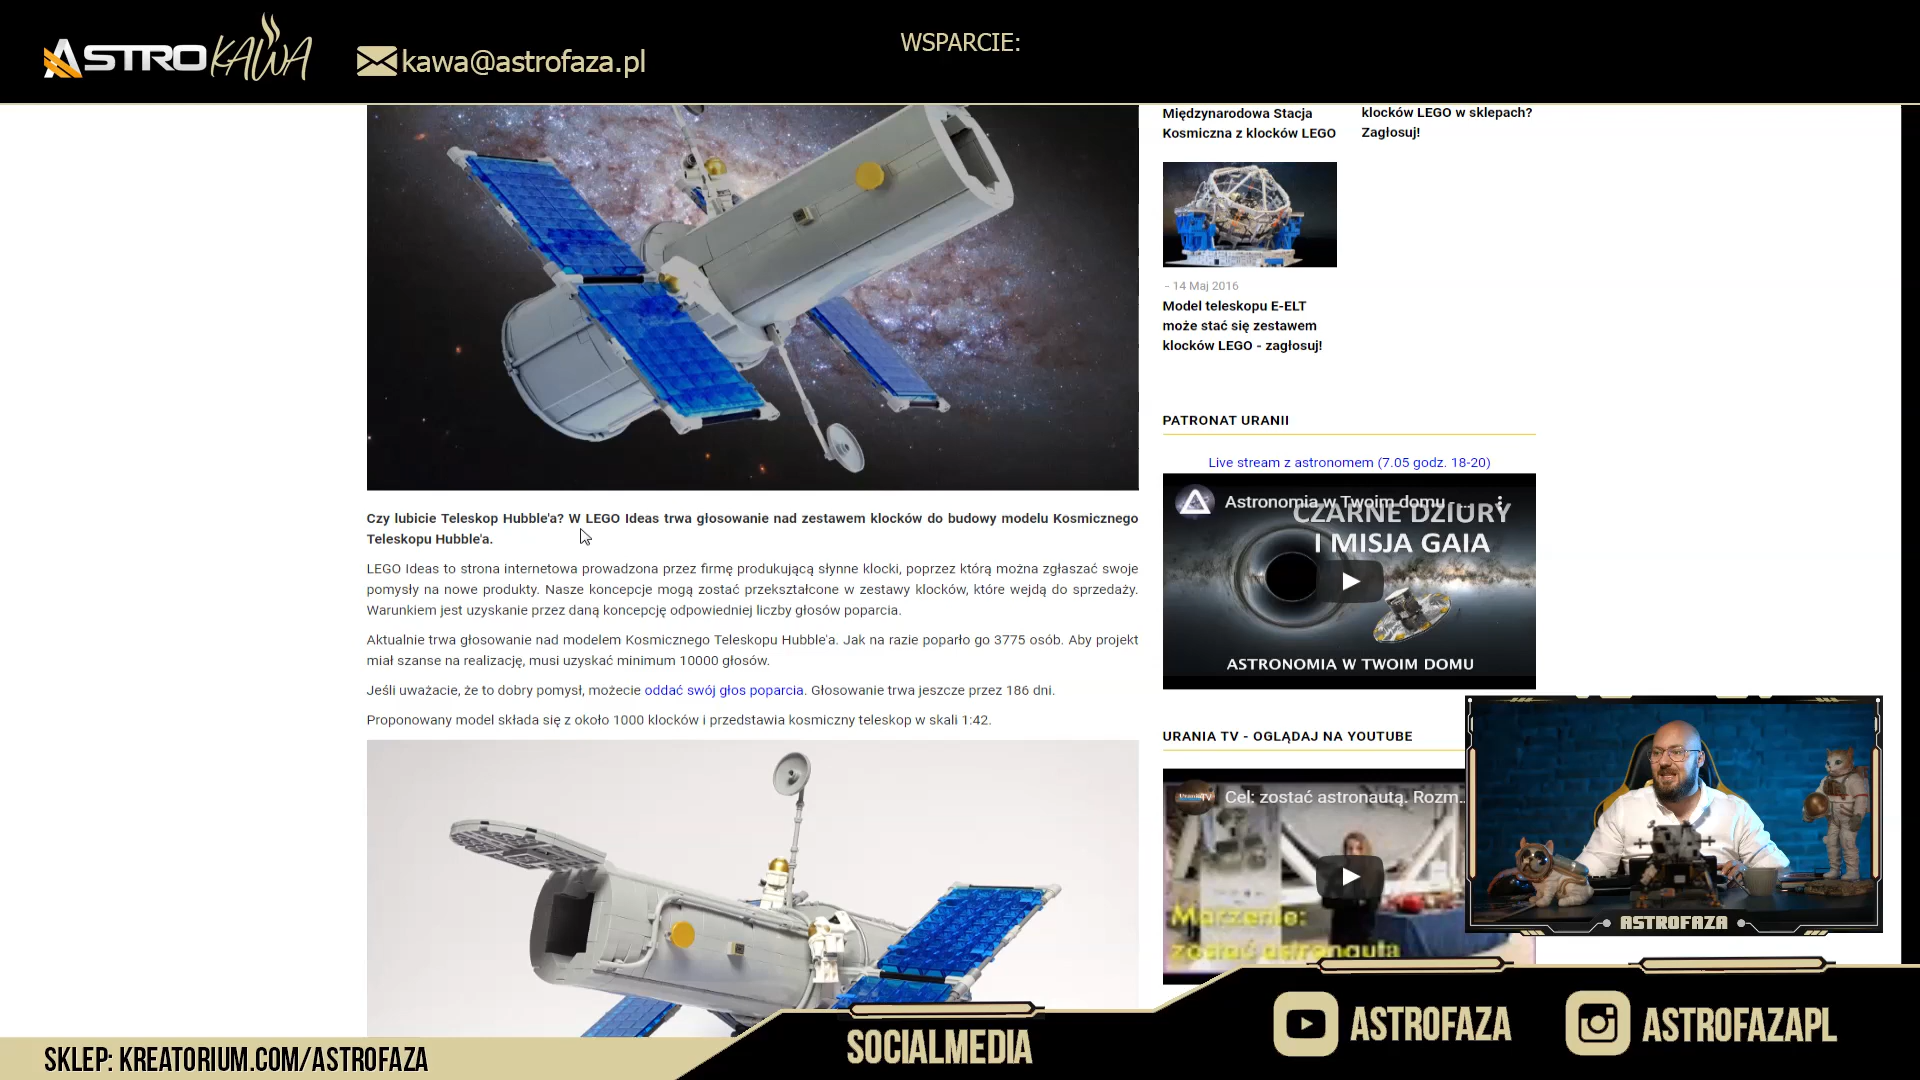 ASTRO KAWA
kawa@astrofaza.pl
WSPARCIE:
Międzynarodowa Stacja
Kosmiczna z klocków LEGO
klocków LEGO w sklepach?
Zagłosuj!
- 14 Maj 2016
Model teleskopu E-ELT
może stać się zestawem
klocków LEGO - zagłosuj!
PATRONAT URANII
Live stream z astronomem (7.05 godz. 18-20)
Astronomia w Twoim domu - ...
CZARNE DZIURY
I MISJA GAIA
ASTRONOMIA W TWOIM DOMU
Czy lubicie Teleskop Hubble'a? W LEGO Ideas trwa głosowanie nad zestawem klocków do budowy modelu Kosmicznego
Teleskopu Hubble'a.
LEGO Ideas to strona internetowa prowadzona przez firmę produkującą słynne klocki, poprzez którą można zgłaszać swoje
pomysły na nowe produkty. Nasze koncepcje mogą zostać przekształcone w zestawy klocków, które wejdą do sprzedaży.
Warunkiem jest uzyskanie przez daną koncepcję odpowiedniej liczby głosów poparcia.
Aktualnie trwa głosowanie nad modelem Kosmicznego Teleskopu Hubble'a. Jak na razie poparło go 3775 osób. Aby projekt
miał szanse na realizację, musi uzyskać minimum 10000 głosów.
Jeśli uważacie, że to dobry pomysł, możecie oddać swój głos poparcia. Głosowanie trwa jeszcze przez 186 dni.
Proponowany model składa się z około 1000 klocków i przedstawia kosmiczny teleskop w skali 1:42.
URANIA TV - OGLĄDAJ NA YOUTUBE
Urania TV
Cel: zostać astronautą. Rozm...
Marzenie:
zostać astronautą
ASTROFAZA
SKLEP: KREATORIUM.COM/ASTROFAZA
SOCIALMEDIA
ASTROFAZA
ASTROFAZAPL